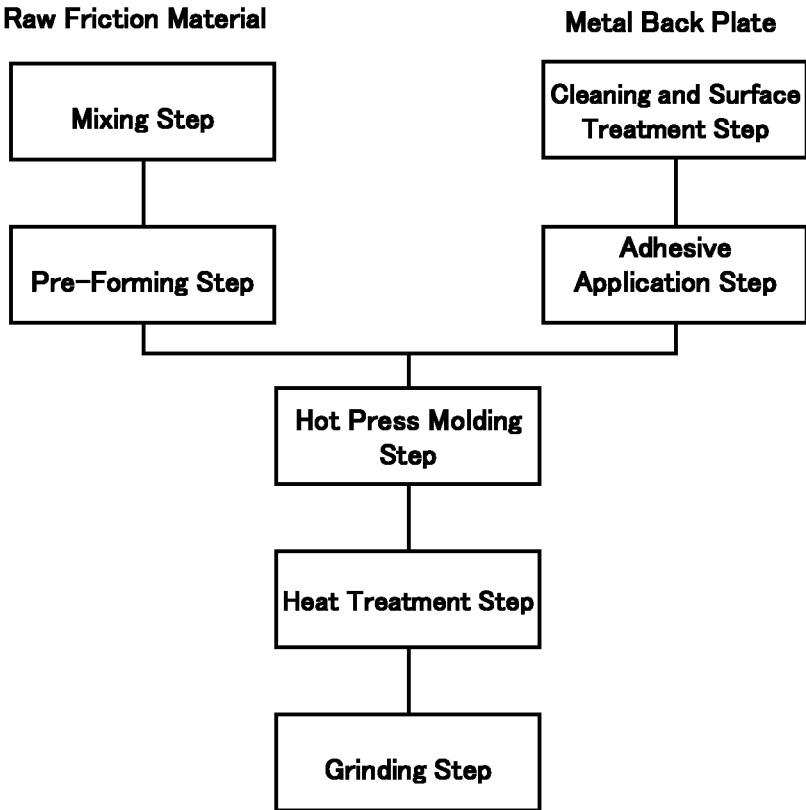 Raw Friction Material
Metal Back Plate
Mixing Step
Cleaning and Surface
Treatment Step
Pre-Forming Step
Adhesive
Application Step
Hot Press Molding
Step
Heat Treatment Step
Grinding Step